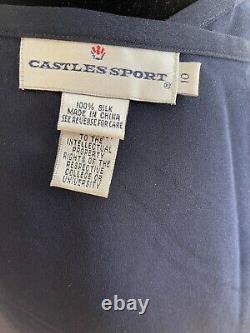 CASTLES SPORT®
10
100% SILK
MADE IN CHINA
SEE REVERSE FOR CARE
TO THE
INTELLECTUAL
PROPERTY
RIGHTS OF THE
RESPECTIVE
COLLEGE OR
UNIVERSITY